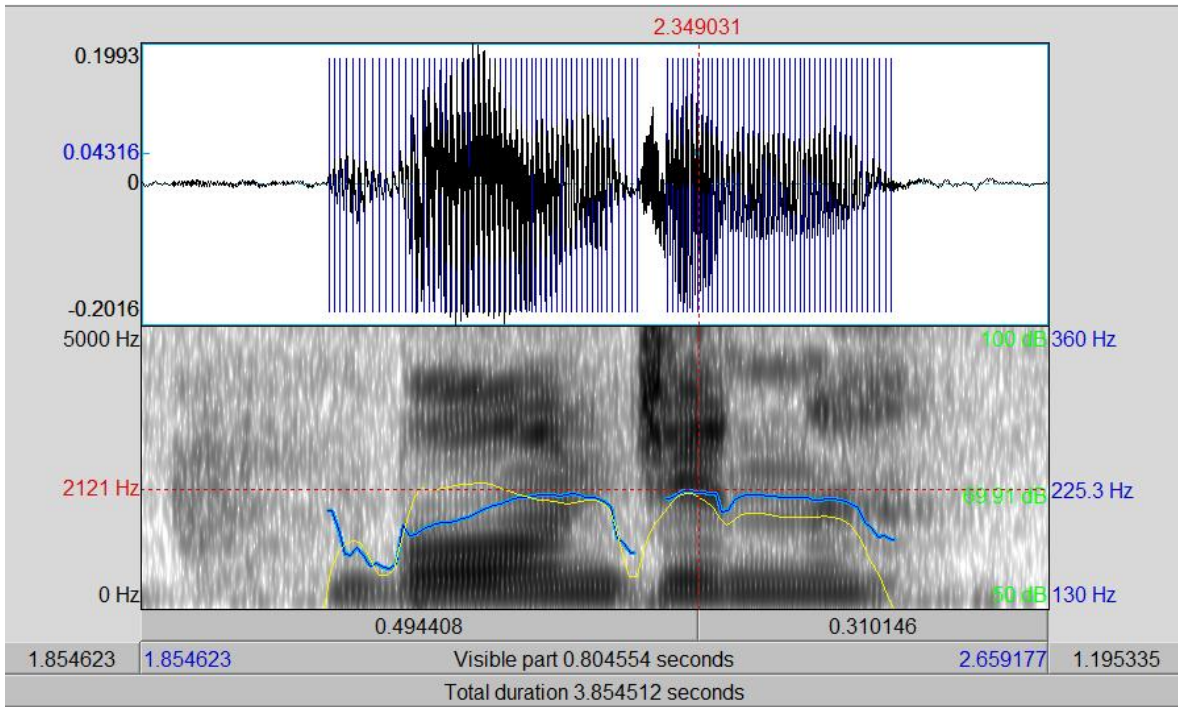 2.349031
0.1993
0.04316
0
-0.2016
5000 Hz 100 dB 360 Hz
2121 Hz 69.91 dB 225.3 Hz
0 Hz 50 dB 130 Hz
0.494408 0.310146
1.854623 1.854623 Visible part 0.804554 seconds 2.659177 1.195335
Total duration 3.854512 seconds